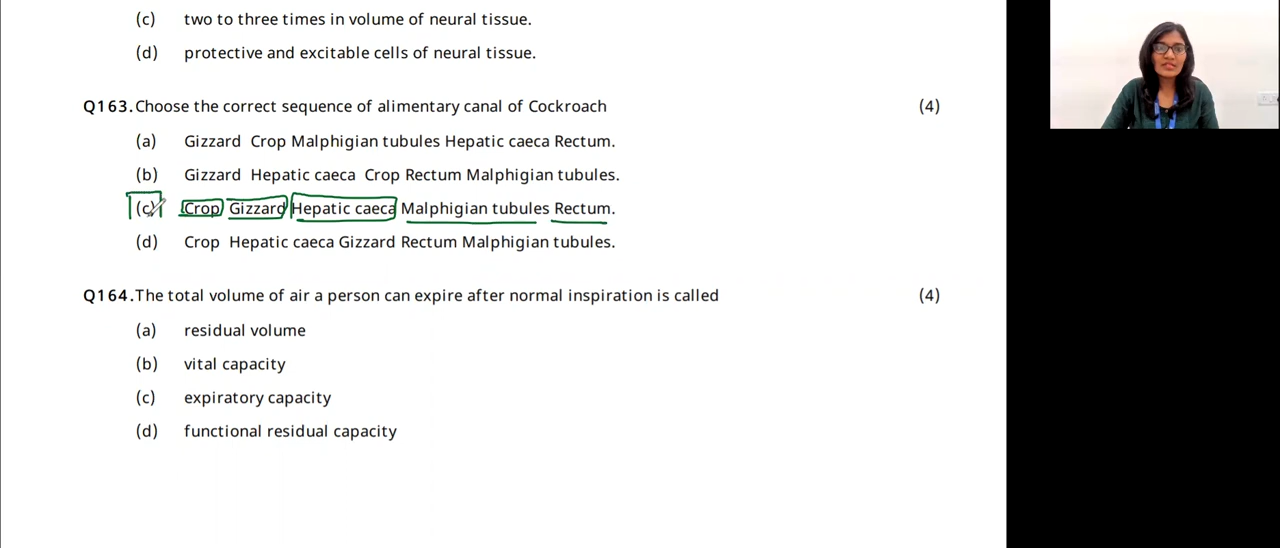 (c) two to three times in volume of neural tissue.
(d) protective and excitable cells of neural tissue.
Q163. Choose the correct sequence of alimentary canal of Cockroach (4)
(a) Gizzard Crop Malphigian tubules Hepatic caeca Rectum.
(b) Gizzard Hepatic caeca Crop Rectum Malphigian tubules.
(c) Crop Gizzard Hepatic caeca Malphigian tubules Rectum.
(d) Crop Hepatic caeca Gizzard Rectum Malphigian tubules.
Q164. The total volume of air a person can expire after normal inspiration is called (4)
(a) residual volume
(b) vital capacity
(c) expiratory capacity
(d) functional residual capacity